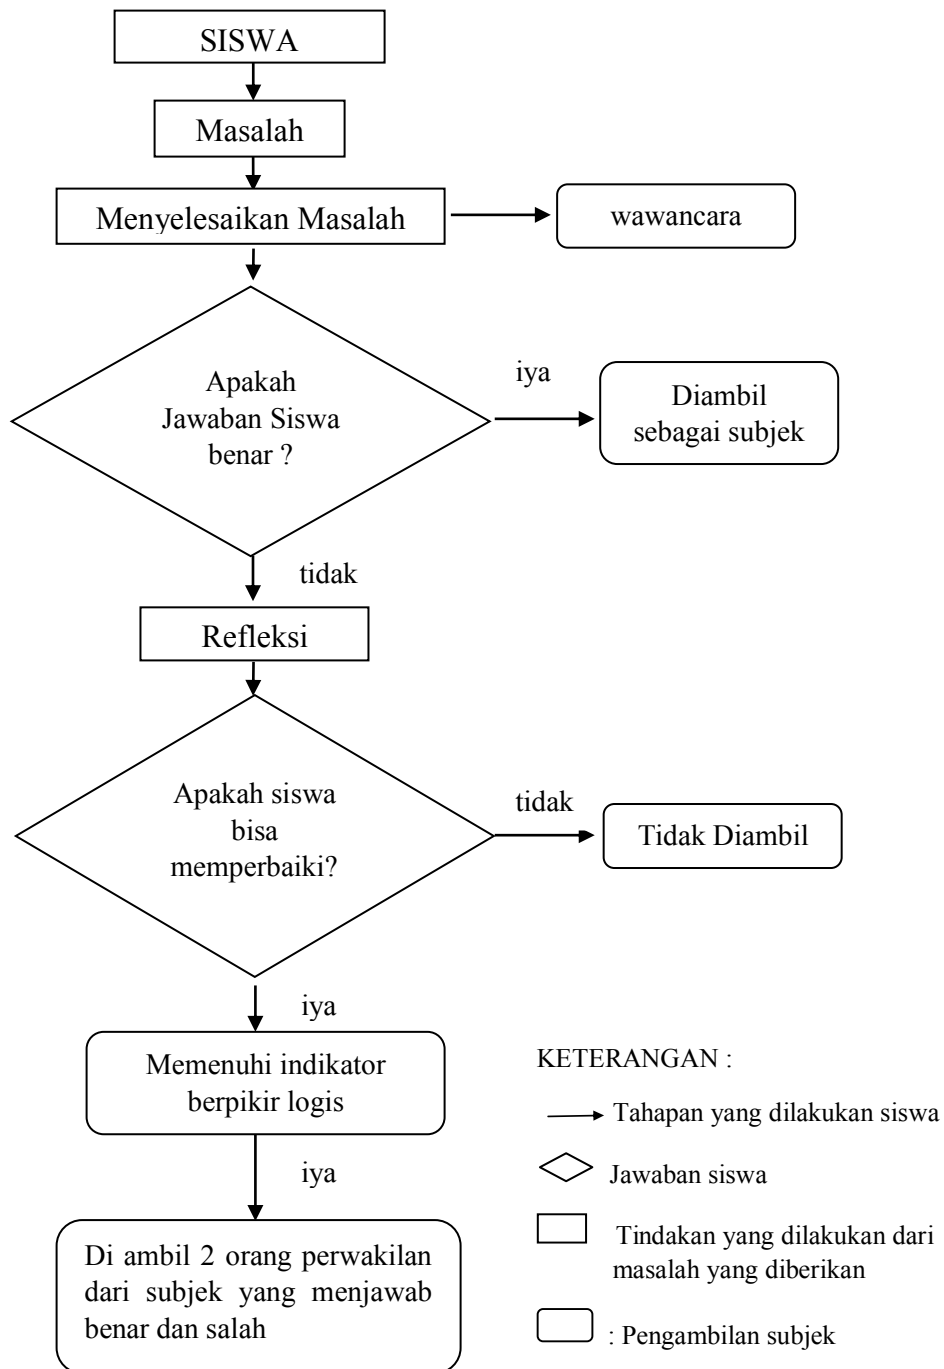 SISWA
Masalah
Menyelesaikan Masalah
wawancara
Apakah
Jawaban Siswa
benar ?
iya
Diambil
sebagai subjek
tidak
Refleksi
Apakah siswa
bisa
memperbaiki?
tidak
Tidak Diambil
iya
Memenuhi indikator
berpikir logis
iya
Di ambil 2 orang perwakilan
dari subjek yang menjawab
benar dan salah
KETERANGAN :
Tahapan yang dilakukan siswa
Jawaban siswa
Tindakan yang dilakukan dari
masalah yang diberikan
: Pengambilan subjek